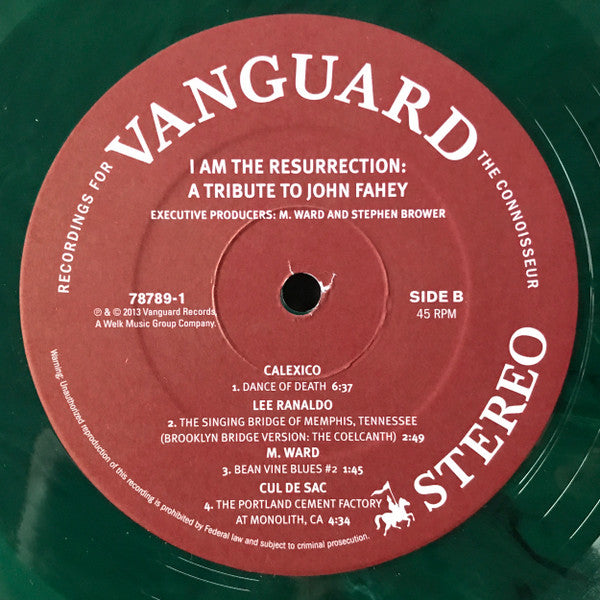 RECORDINGS FOR
VANGUARD
THE CONNOISSEUR
I AM THE RESURRECTION:
A TRIBUTE TO JOHN FAHEY
EXECUTIVE PRODUCERS: M. WARD AND STEPHEN BROWER
78789-1
℗ & © 2013 Vanguard Records,
A Welk Music Group Company.
SIDE B
45 RPM
CALEXICO
1. DANCE OF DEATH 6:37
LEE RANALDO
2. THE SINGING BRIDGE OF MEMPHIS, TENNESSEE
(BROOKLYN BRIDGE VERSION: THE COELCANTH) 2:49
M. WARD
3. BEAN VINE BLUES #2 1:45
CUL DE SAC
4. THE PORTLAND CEMENT FACTORY
AT MONOLITH, CA 4:34
STEREO
Warning: Unauthorized reproduction of this recording is prohibited by Federal law and subject to criminal prosecution.